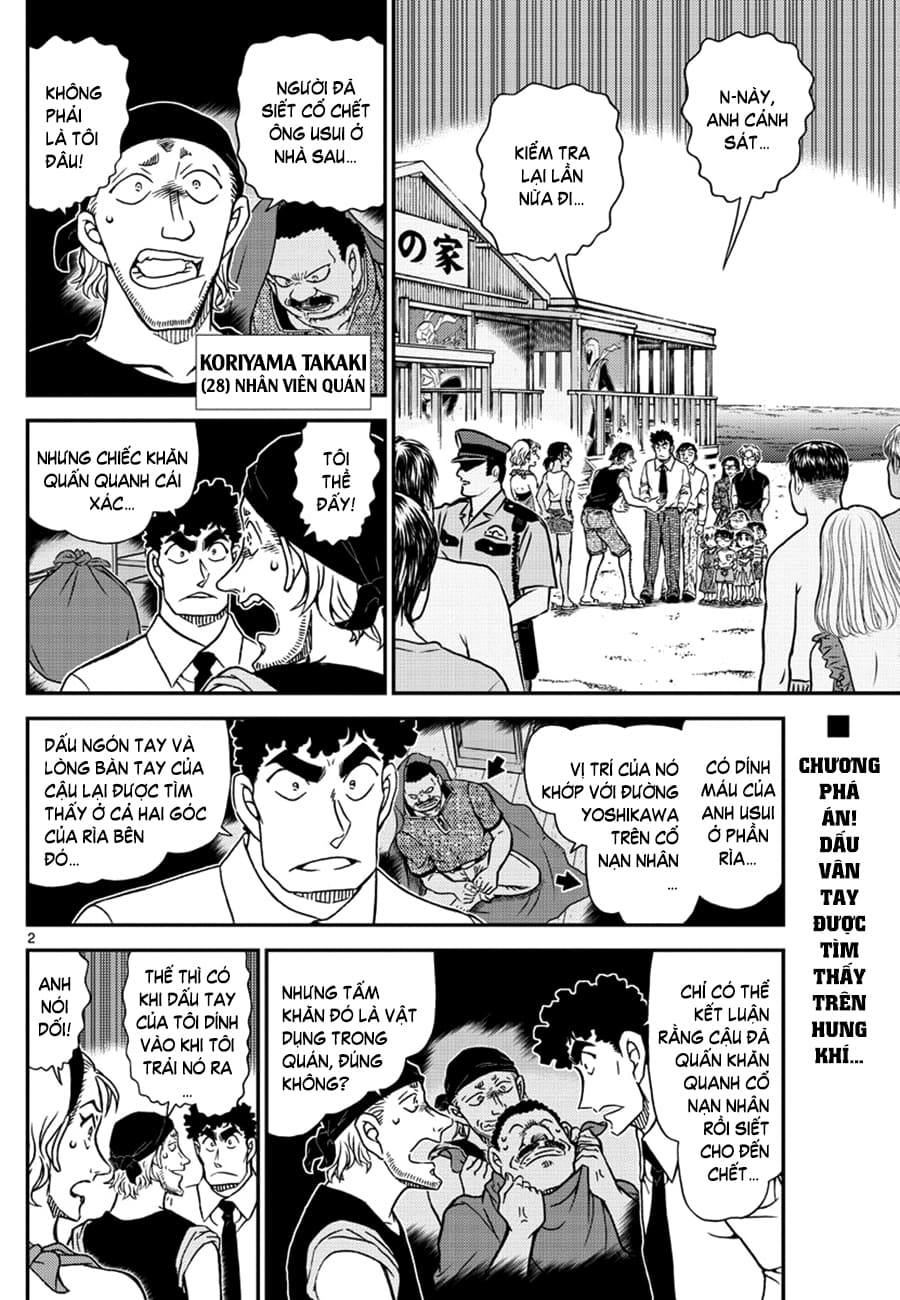 N-NÀY,
ANH CẢNH
SÁT...
KIỂM TRA
LẠI LẦN
NỮA ĐI...
の家
NGƯỜI ĐÃ
SIẾT CỔ CHẾT
ÔNG USUI Ở
NHÀ SAU...
KHÔNG
PHẢI
LÀ TÔI
ĐÂU!
KORIYAMA TAKAKI
(28) NHÂN VIÊN QUÁN
TÔI
THỀ
ĐẤY!
NHƯNG CHIẾC KHĂN
QUẤN QUANH CÁI
XÁC...
CHƯƠNG
PHÁ
ÁN!
DẤU
VÂN
TAY
ĐƯỢC
TÌM
THẤY
TRÊN
HUNG
KHÍ...
CÓ DÍNH
MÁU CỦA
ANH USUI
Ở PHẦN
RÌA...
VỊ TRÍ CỦA NÓ
KHỚP VỚI ĐƯỜNG
YOSHIKAWA
TRÊN CỔ
NẠN NHÂN
...
DẤU NGÓN TAY VÀ
LÒNG BÀN TAY CỦA
CẬU LẠI ĐƯỢC TÌM
THẤY Ở CẢ HAI GÓC
CỦA RÌA BÊN
ĐÓ...
2
CHỈ CÓ THỂ
KẾT LUẬN
RẰNG CẬU ĐÃ
QUẤN KHĂN
QUANH CỔ
NẠN NHÂN
RỒI SIẾT
CHO ĐẾN
CHẾT...
NHƯNG TẤM
KHĂN ĐÓ LÀ VẬT
DỤNG TRONG
QUÁN, ĐÚNG
KHÔNG?
THẾ THÌ CÓ
KHI DẤU TAY
CỦA TÔI DÍNH
VÀO KHI TÔI
TRẢI NÓ RA
...
ANH
NÓI
DỐI!